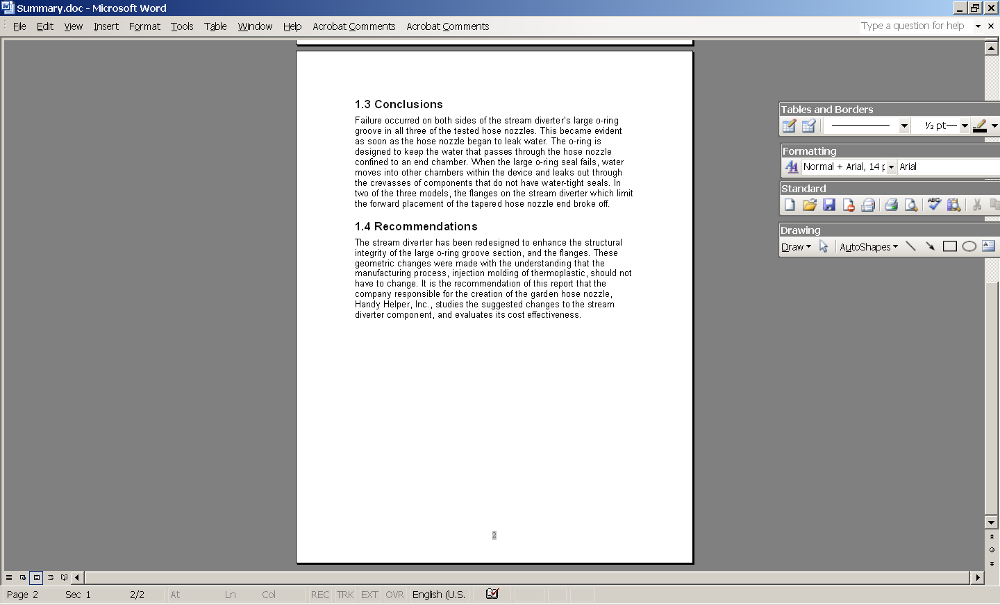 Summary.doc - Microsoft Word
File Edit View Insert Format Tools Table Window Help Acrobat Comments Acrobat Comments Type a question for help
1.3 Conclusions
Failure occurred on both sides of the stream diverter's large o-ring
groove in all three of the tested hose nozzles. This became evident
as soon as the hose nozzle began to leak water. The o-ring is
designed to keep the water that passes through the hose nozzle
confined to an end chamber. When the large o-ring seal fails, water
moves into other chambers within the device and leaks out through
the crevasses of components that do not have water-tight seals. In
two of the three models, the flanges on the stream diverter which limit
the forward placement of the tapered hose nozzle end broke off.
1.4 Recommendations
The stream diverter has been redesigned to enhance the structural
integrity of the large o-ring groove section, and the flanges. These
geometric changes were made with the understanding that the
manufacturing process, injection molding of thermoplastic, should not
have to change. It is the recommendation of this report that the
company responsible for the creation of the garden hose nozzle,
Handy Helper, Inc., studies the suggested changes to the stream
diverter component, and evaluates its cost effectiveness.
2
Tables and Borders
½ pt
Formatting
Normal + Arial, 14 p Arial
Standard
ABC
Drawing
Draw AutoShapes
Page 2 Sec 1 2/2 At Ln Col REC TRK EXT OVR English (U.S.